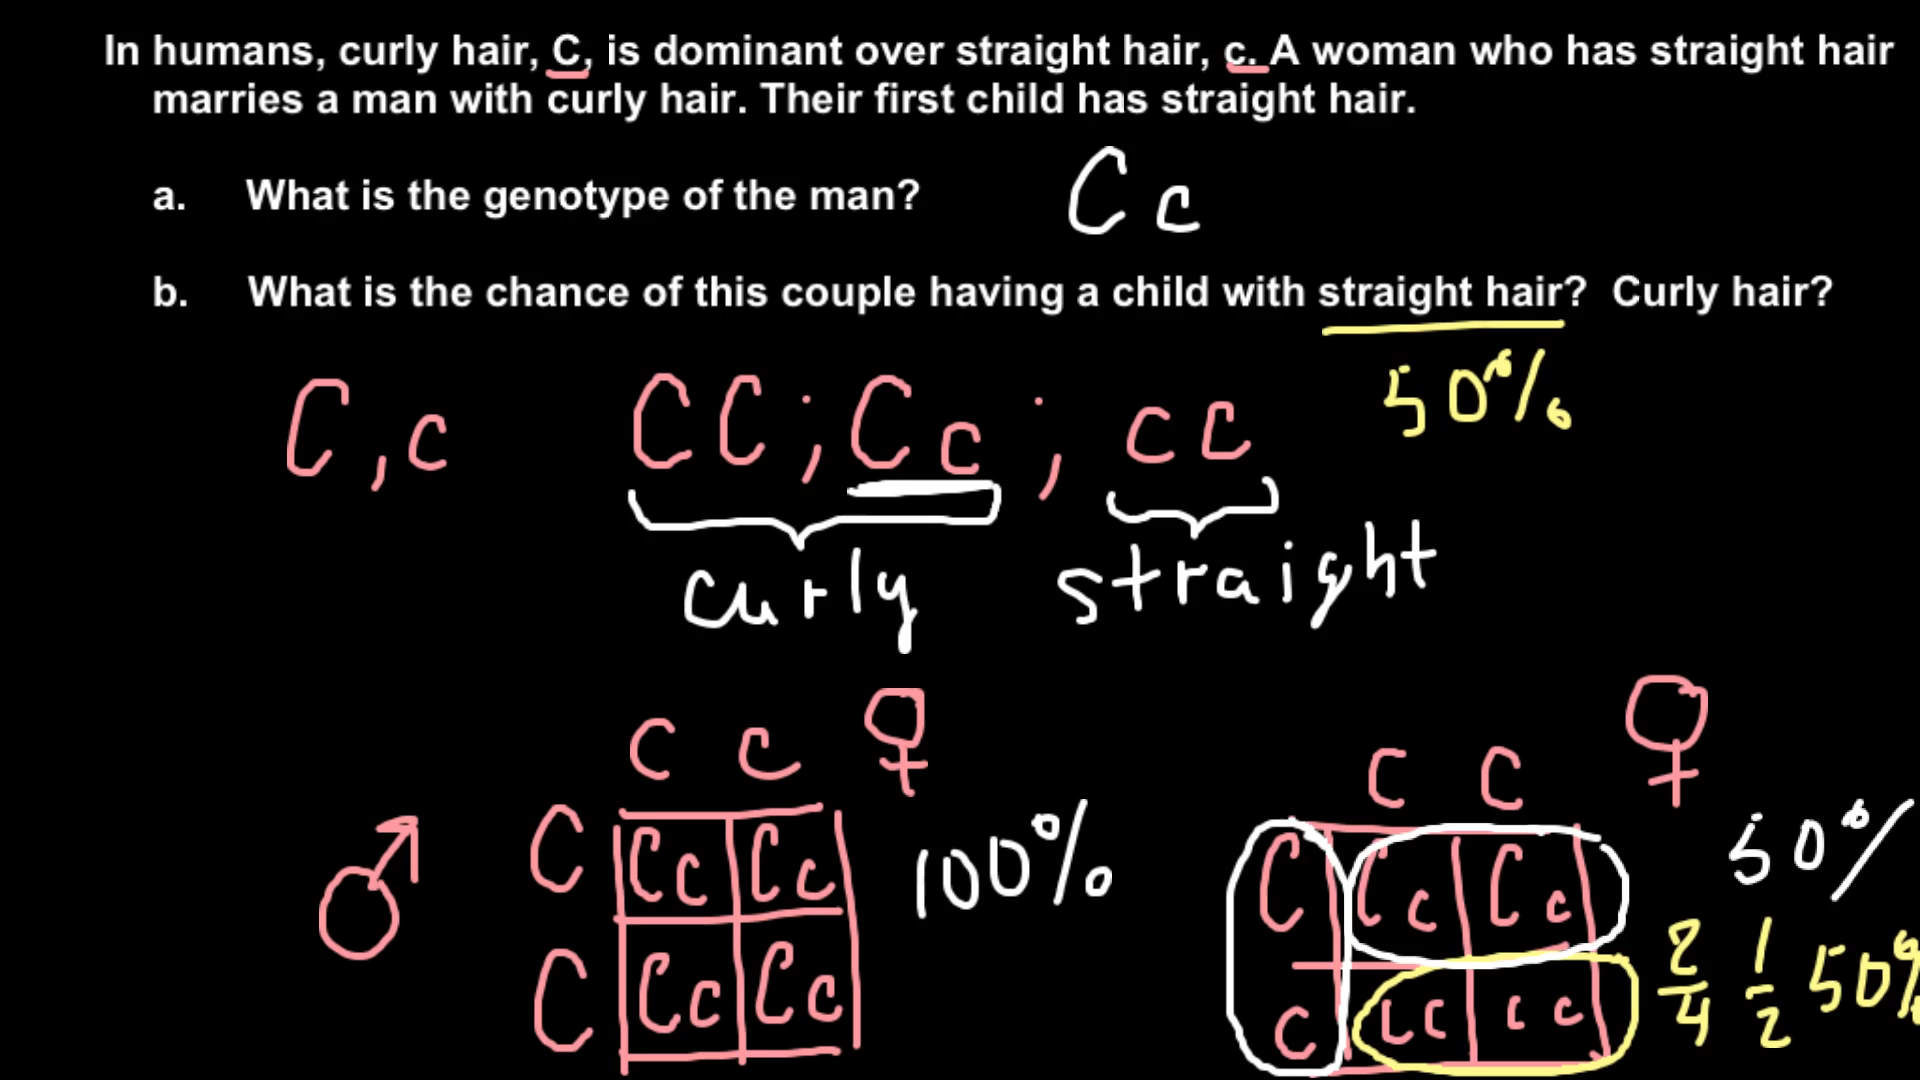 In humans, curly hair, C, is dominant over straight hair, c. A woman who has straight hair
marries a man with curly hair. Their first child has straight hair.
a. What is the genotype of the man? Cc
b. What is the chance of this couple having a child with straight hair? Curly hair?
50%
C, c CC; Cc; cc
curly straight
c c ♀ c c ♀
♂ C Cc Cc 100% C Cc Cc 50%
C Cc Cc c cc cc 2/4 1/2 50%